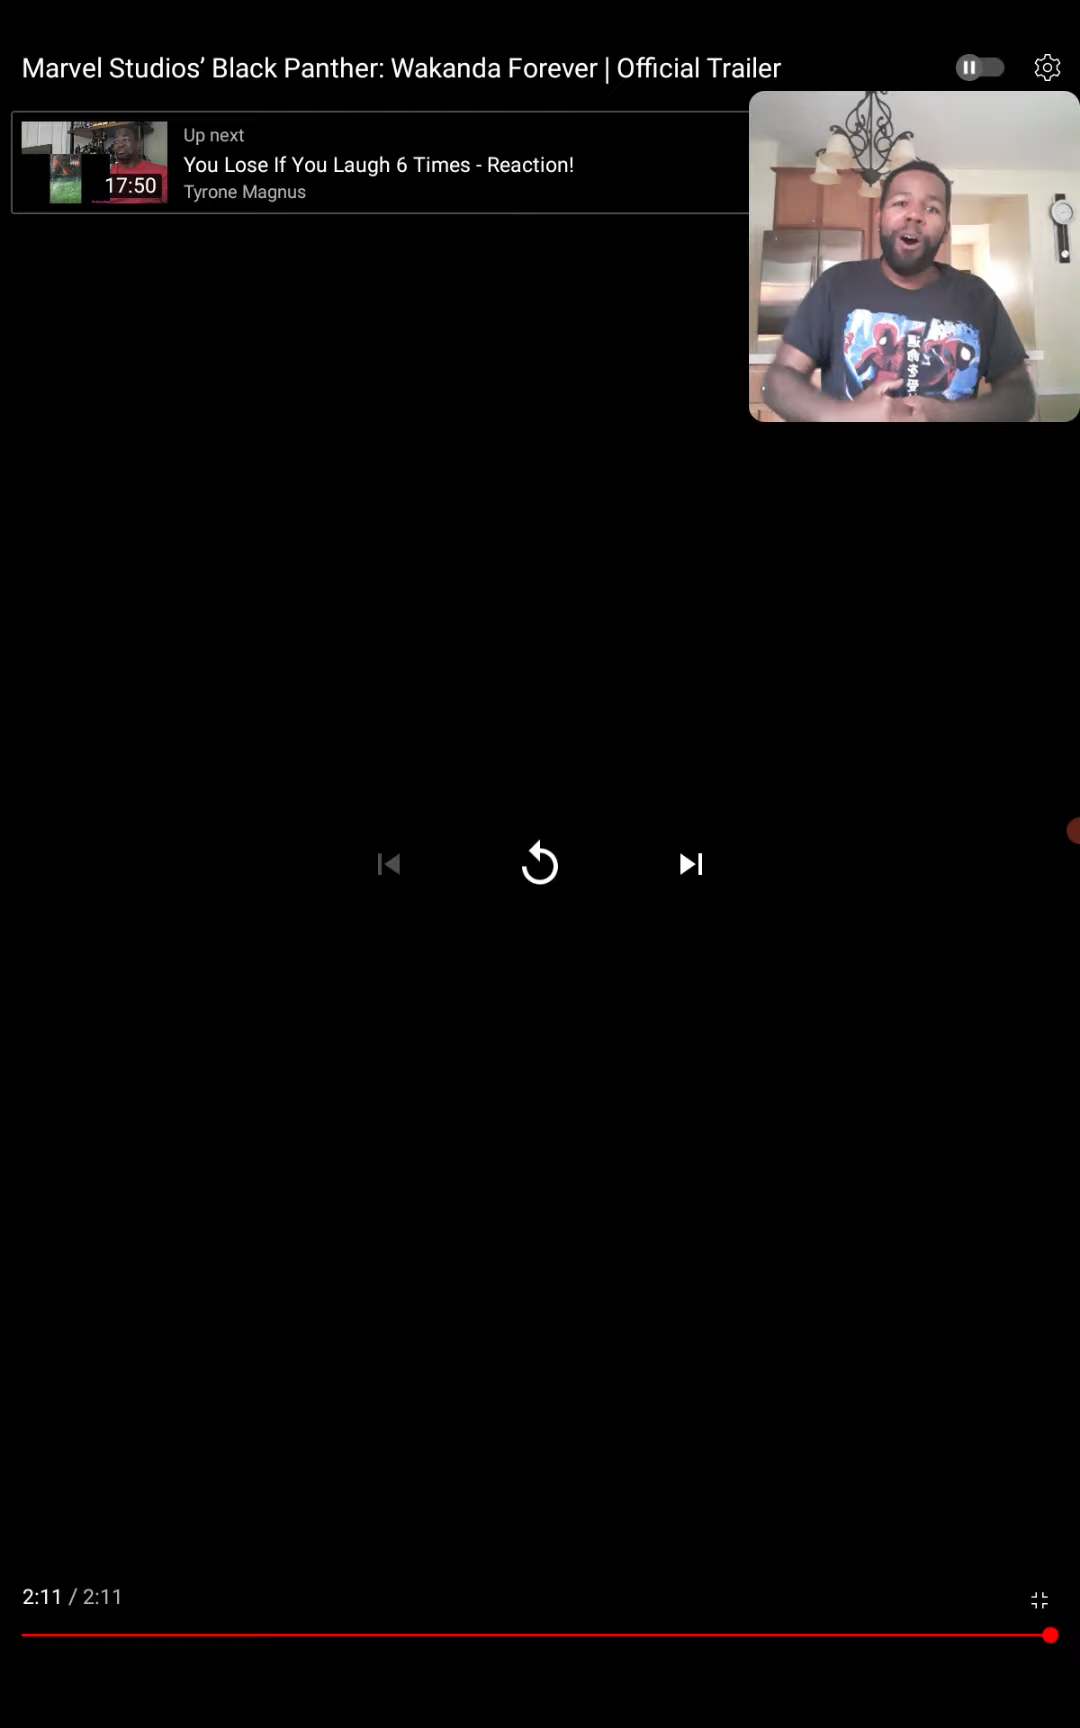 Marvel Studios’ Black Panther: Wakanda Forever | Official Trailer
Up next
You Lose If You Laugh 6 Times - Reaction!
17:50
Tyrone Magnus
2:11 / 2:11